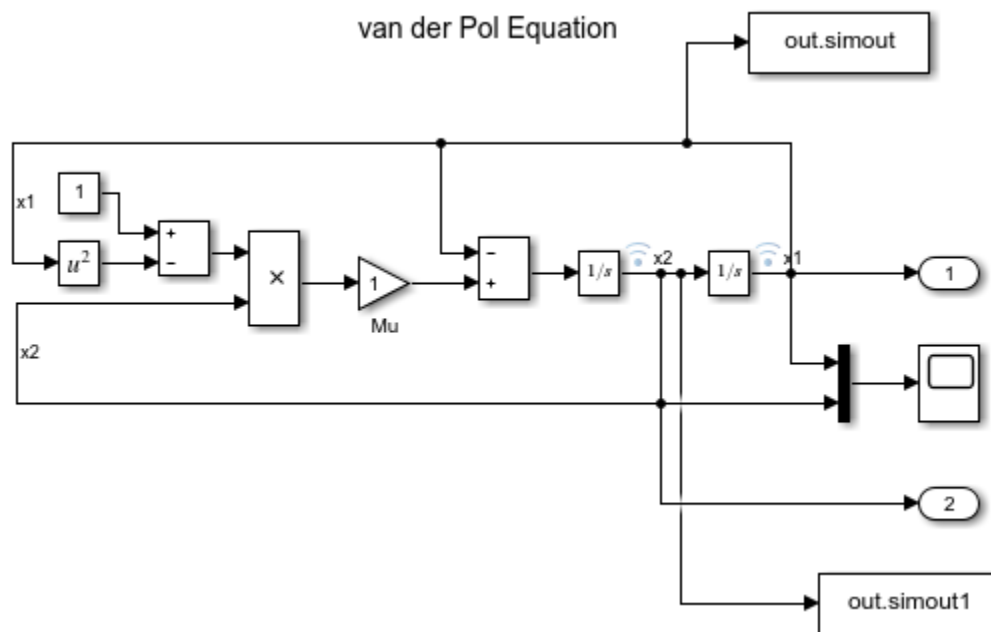 van der Pol Equation
out.simout
x1
1
+
−
u²
×
1
Mu
x2
−
+
1/s
x2
1/s
x1
1
2
out.simout1